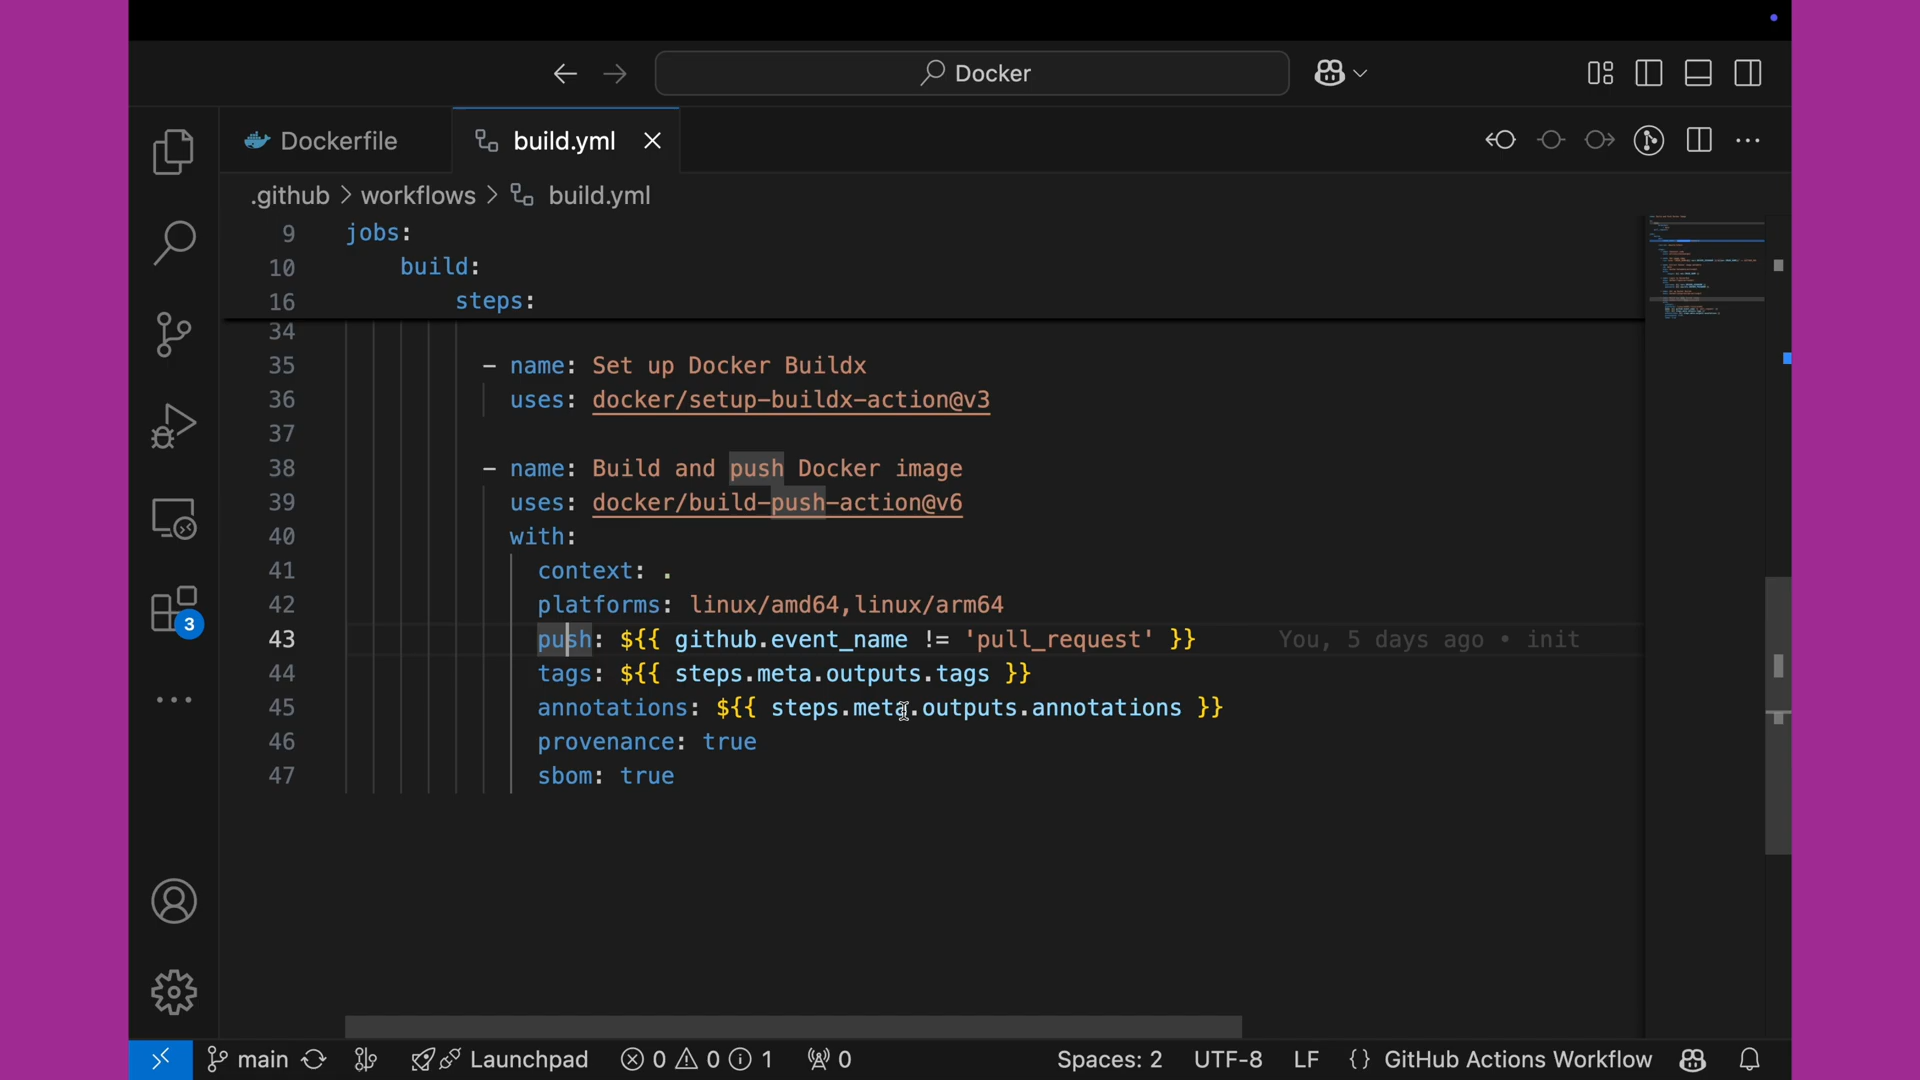 Docker
Dockerfile
build.yml
.github > workflows > build.yml
9 jobs:
10 build:
16 steps:
34
35 - name: Set up Docker Buildx
36 uses: docker/setup-buildx-action@v3
37
38 - name: Build and push Docker image
39 uses: docker/build-push-action@v6
40 with:
41 context: .
42 platforms: linux/amd64,linux/arm64
43 push: ${{ github.event_name != 'pull_request' }} You, 5 days ago • init
44 tags: ${{ steps.meta.outputs.tags }}
45 annotations: ${{ steps.meta.outputs.annotations }}
46 provenance: true
47 sbom: true
3
main Launchpad 0 0 1 0 Spaces: 2 UTF-8 LF {} GitHub Actions Workflow